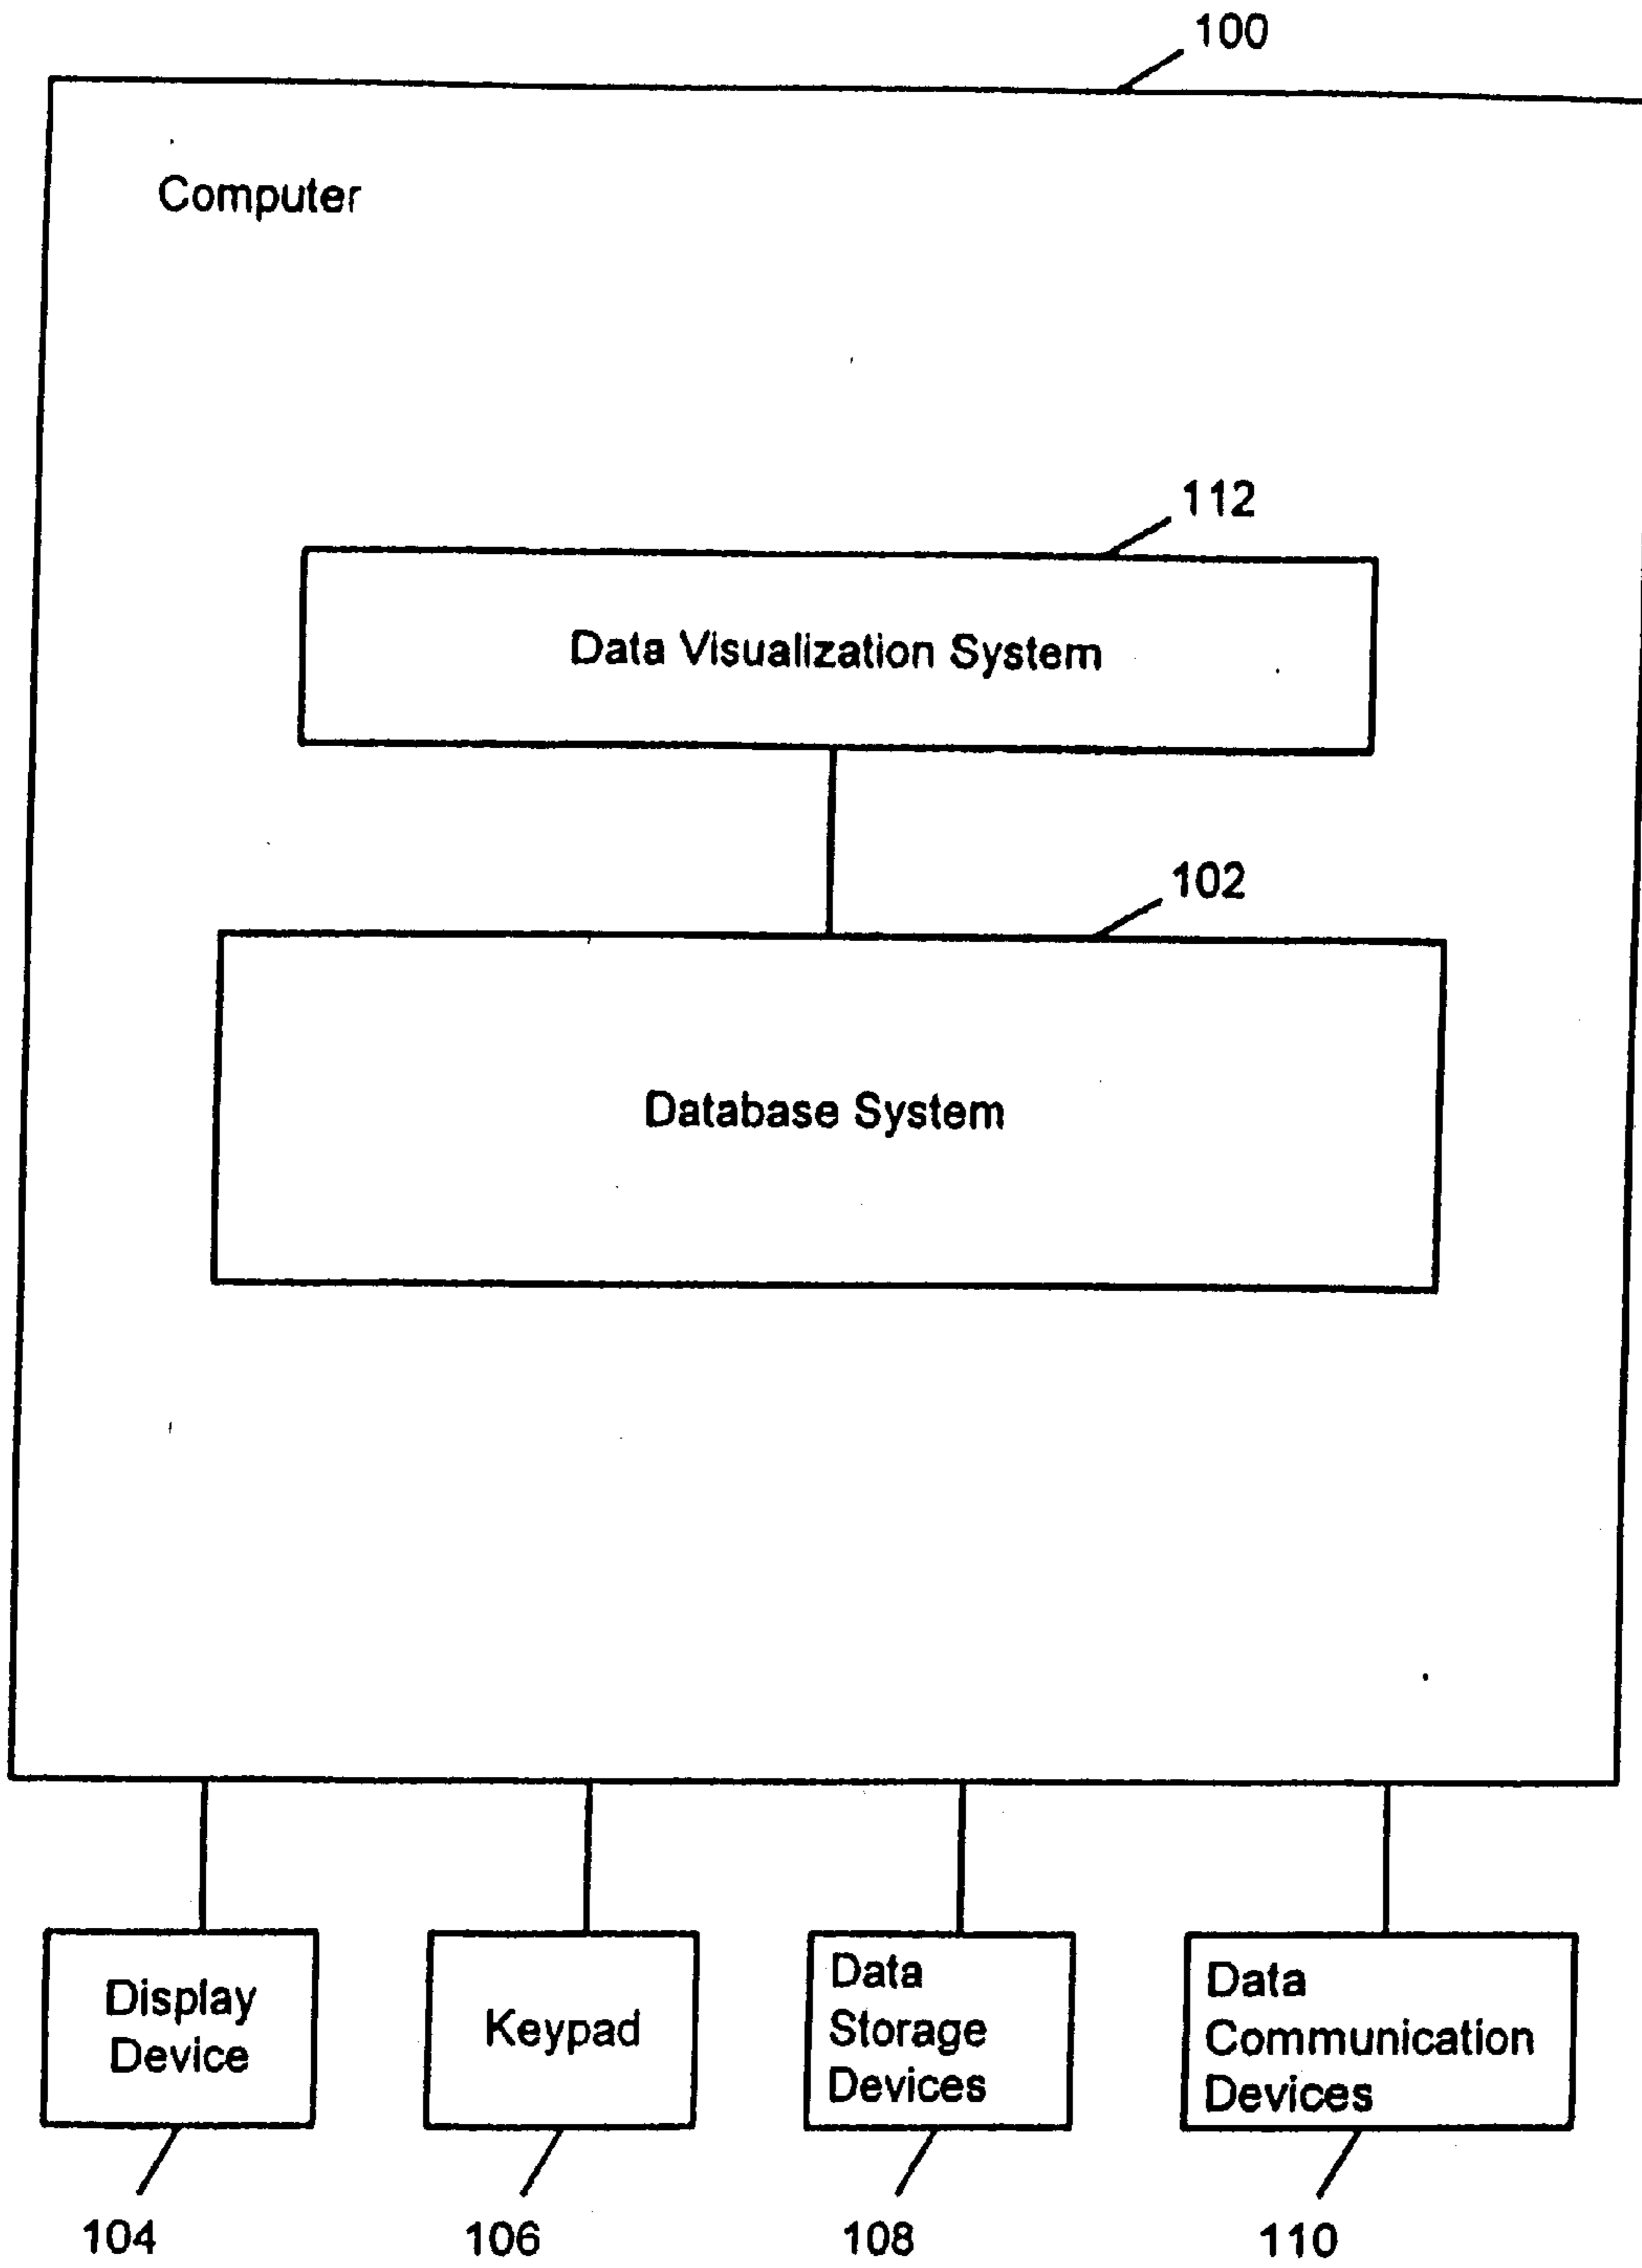 100
Computer
112
Data Visualization System
102
Database System
Display
Device
Keypad
Data
Storage
Devices
Data
Communication
Devices
104
106
108
110